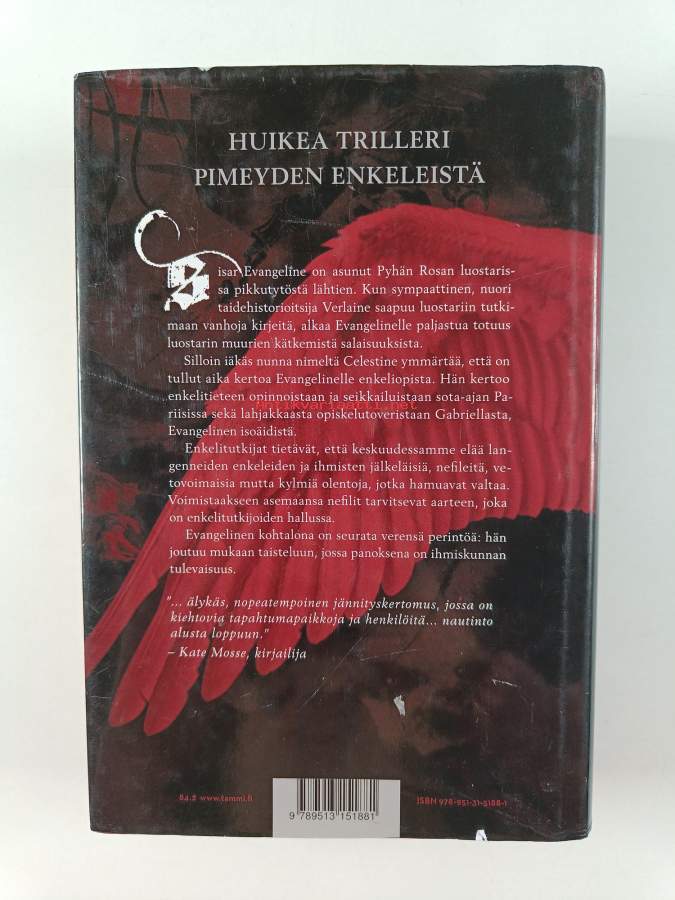 HUIKEA TRILLERI
PIMEYDEN ENKELEISTÄ
Sisar Evangeline on asunut Pyhän Rosan luostaris-
sa pikkutytöstä lähtien. Kun sympaattinen, nuori
taidehistorioitsija Verlaine saapuu luostariin tutki-
maan vanhoja kirjeitä, alkaa Evangelinelle paljastua totuus
luostarin muurien kätkemistä salaisuuksista.
Silloin iäkäs nunna nimeltä Celestine ymmärtää, että on
tullut aika kertoa Evangelinelle enkeliopista. Hän kertoo
enkelitieteen opinnoistaan ja seikkailuistaan sota-ajan Pa-
riisissa sekä lahjakkaasta opiskelutoveristaan Gabriellasta,
Evangelinen isoäidistä.
Enkelitutkijat tietävät, että keskuudessamme elää lan-
genneiden enkeleiden ja ihmisten jälkeläisiä, nefileitä, ve-
tovoimaisia mutta kylmiä olentoja, jotka hamuavat valtaa.
Voimistaakseen asemaansa nefilit tarvitsevat aarteen, joka
on enkelitutkijoiden hallussa.
Evangelinen kohtalona on seurata verensä perintöä: hän
joutuu mukaan taisteluun, jossa panoksena on ihmiskunnan
tulevaisuus.
"... älykäs, nopeatempoinen jännityskertomus, jossa on
kiehtovia tapahtumapaikkoja ja henkilöitä... nautinto
alusta loppuun."
– Kate Mosse, kirjailija
antikvariaatti.net
84.2 www.tammi.fi
ISBN 978-951-31-5188-1
9 789513 151881